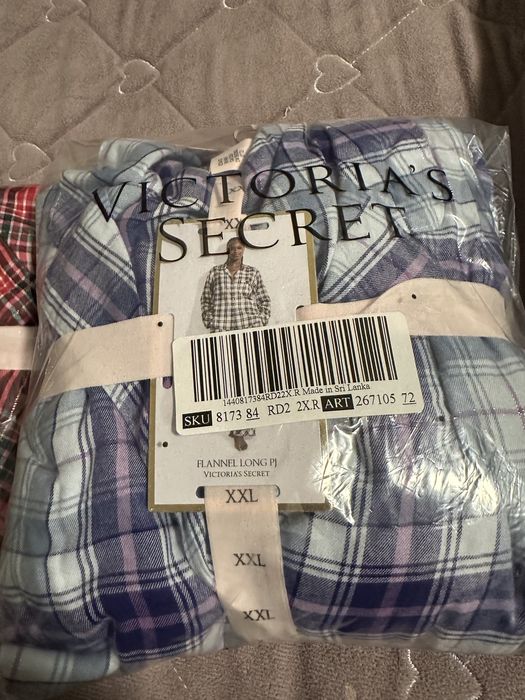 VICTORIA'S
SECRET
1440817384RD22X.R Made in Sri Lanka
SKU 8173 84 RD2 2X.R ART 267105 72
FLANNEL LONG PJ
VICTORIA'S SECRET
XXL
XXL
XXL